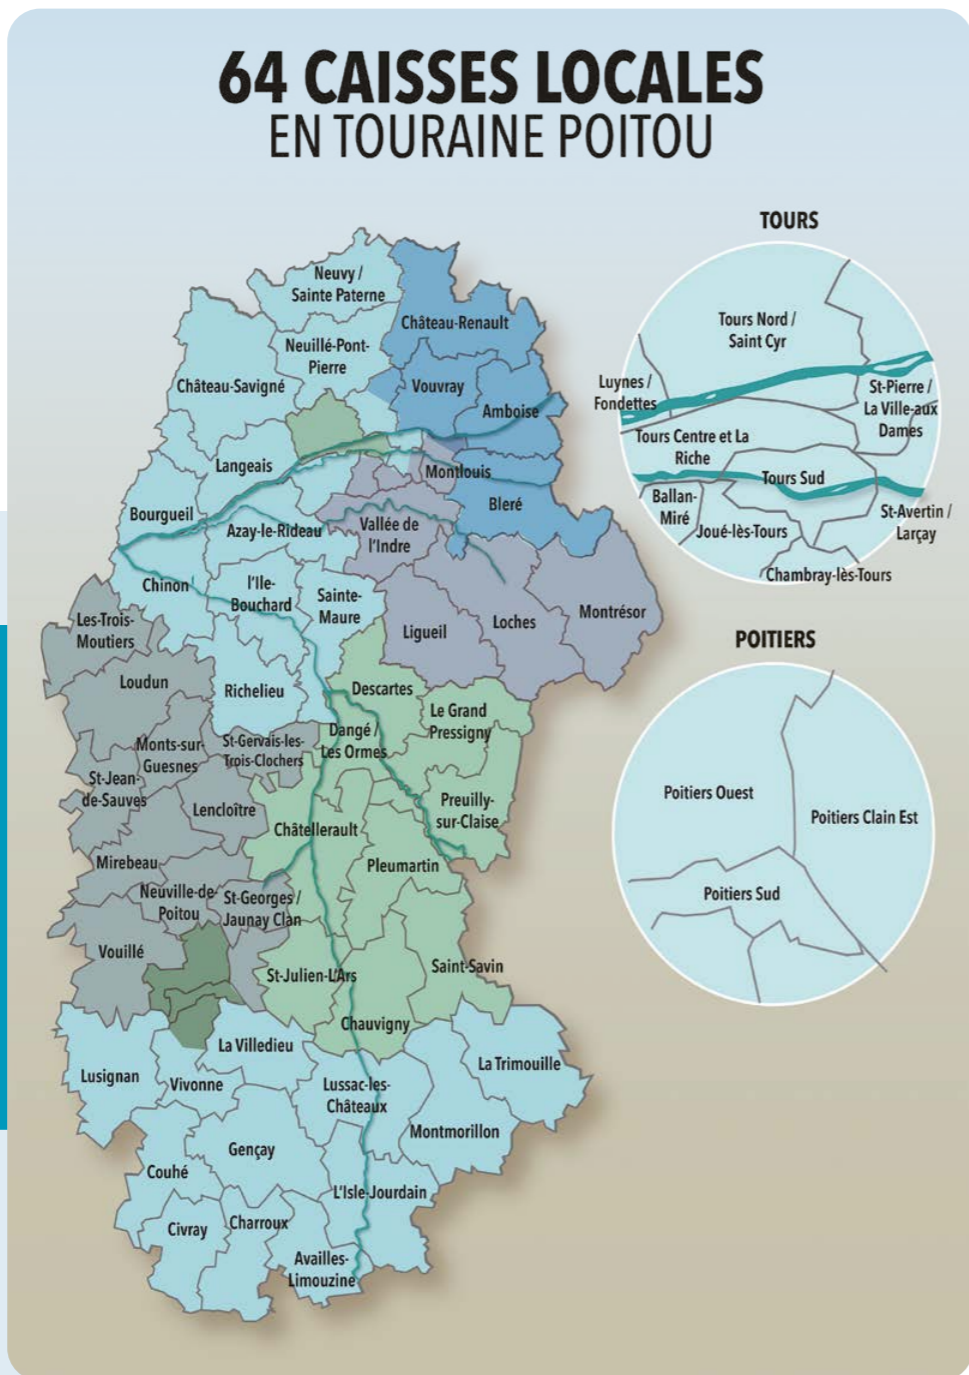 64 CAISSES LOCALES
EN TOURAINE POITOU
TOURS
Neuvy /
Sainte Paterne
Château-Renault
Neuillé-Pont-
Pierre
Château-Savigné
Vouvray
Amboise
Langeais
Montlouis
Bourgueil
Bleré
Azay-le-Rideau
Vallée de
l'Indre
Chinon
l'Ile-
Bouchard
Sainte-
Maure
Ligueil
Loches
Montrésor
Les-Trois-
Moutiers
Loudun
Richelieu
Descartes
Le Grand
Pressigny
Dangé /
Les Ormes
Monts-sur-
Guesnes
St-Gervais-les-
Trois-Clochers
St-Jean-
de-Sauves
Lencloître
Preuilly-
sur-Claise
Châtellerault
Mirebeau
Pleumartin
Neuville-de-
Poitou
St-Georges /
Jaunay Clan
Vouillé
St-Julien-L'Ars
Saint-Savin
Chauvigny
La Villedieu
Lusignan
Vivonne
Lussac-les-
Châteaux
La Trimouille
Montmorillon
Gençay
Couhé
L'Isle-Jourdain
Civray
Charroux
Availles-
Limouzine
Tours Nord /
Saint Cyr
Luynes /
Fondettes
St-Pierre /
La Ville-aux
Dames
Tours Centre et La
Riche
Tours Sud
Ballan-
Miré
Joué-lès-Tours
St-Avertin /
Larçay
Chambray-lès-Tours
POITIERS
Poitiers Ouest
Poitiers Clain Est
Poitiers Sud